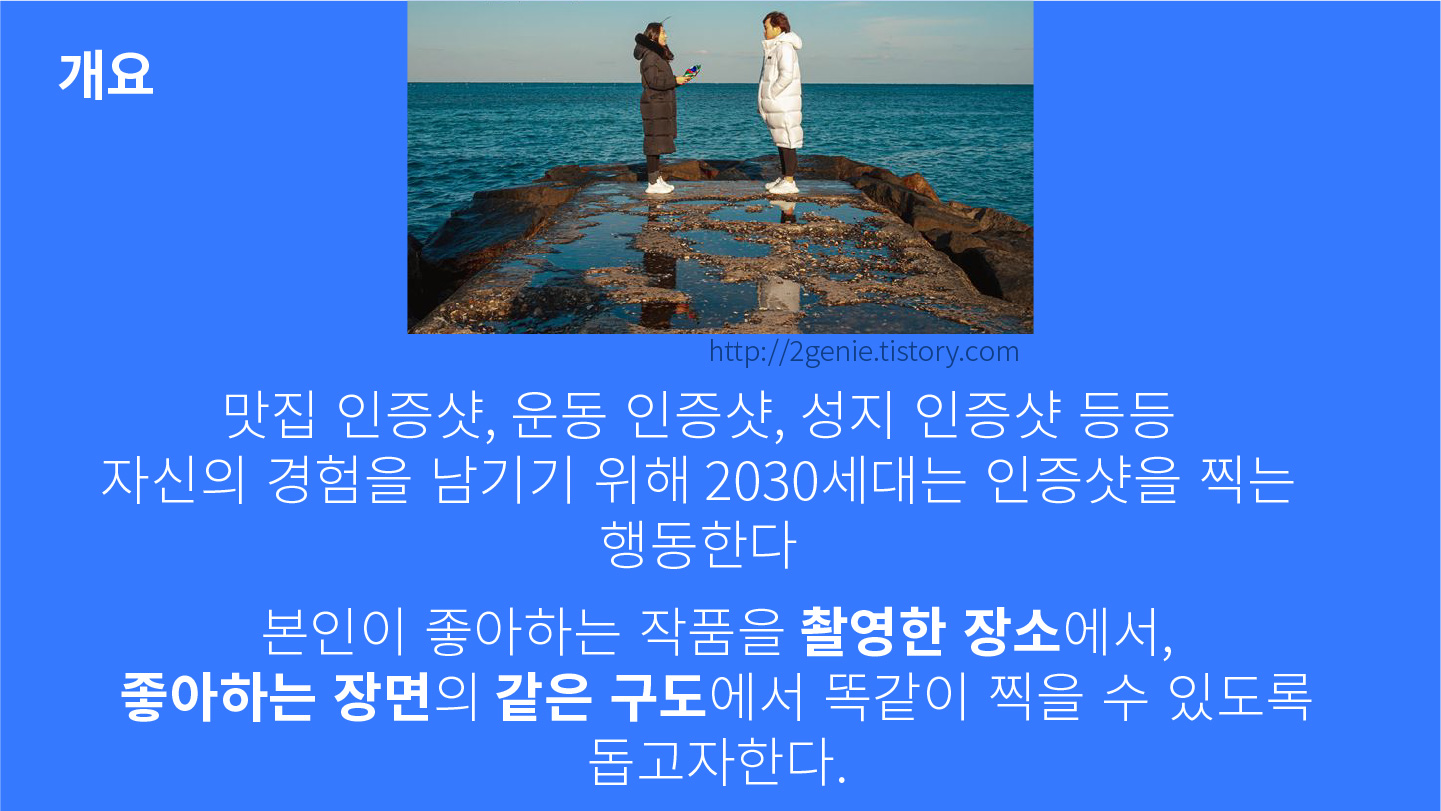 개요
http://2genie.tistory.com
맛집 인증샷, 운동 인증샷, 성지 인증샷 등등
자신의 경험을 남기기 위해 2030세대는 인증샷을 찍는
행동한다
본인이 좋아하는 작품을 촬영한 장소에서,
좋아하는 장면의 같은 구도에서 똑같이 찍을 수 있도록
돕고자한다.